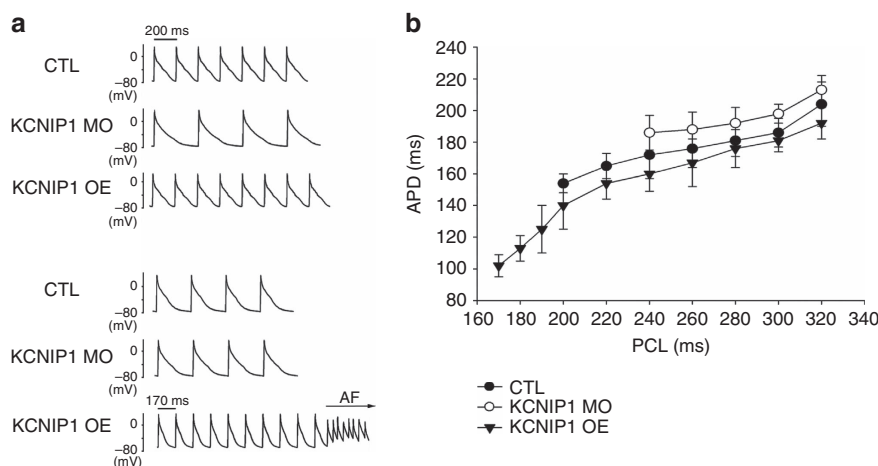 a
200 ms
CTL
0
–80
(mV)
KCNIP1 MO
0
–80
(mV)
KCNIP1 OE
0
–80
(mV)
CTL
0
–80
(mV)
KCNIP1 MO
0
–80
(mV)
170 ms
AF
KCNIP1 OE
0
–80
(mV)
b
240
220
200
180
160
140
120
100
80
APD (ms)
160 180 200 220 240 260 280 300 320 340
PCL (ms)
CTL
KCNIP1 MO
KCNIP1 OE